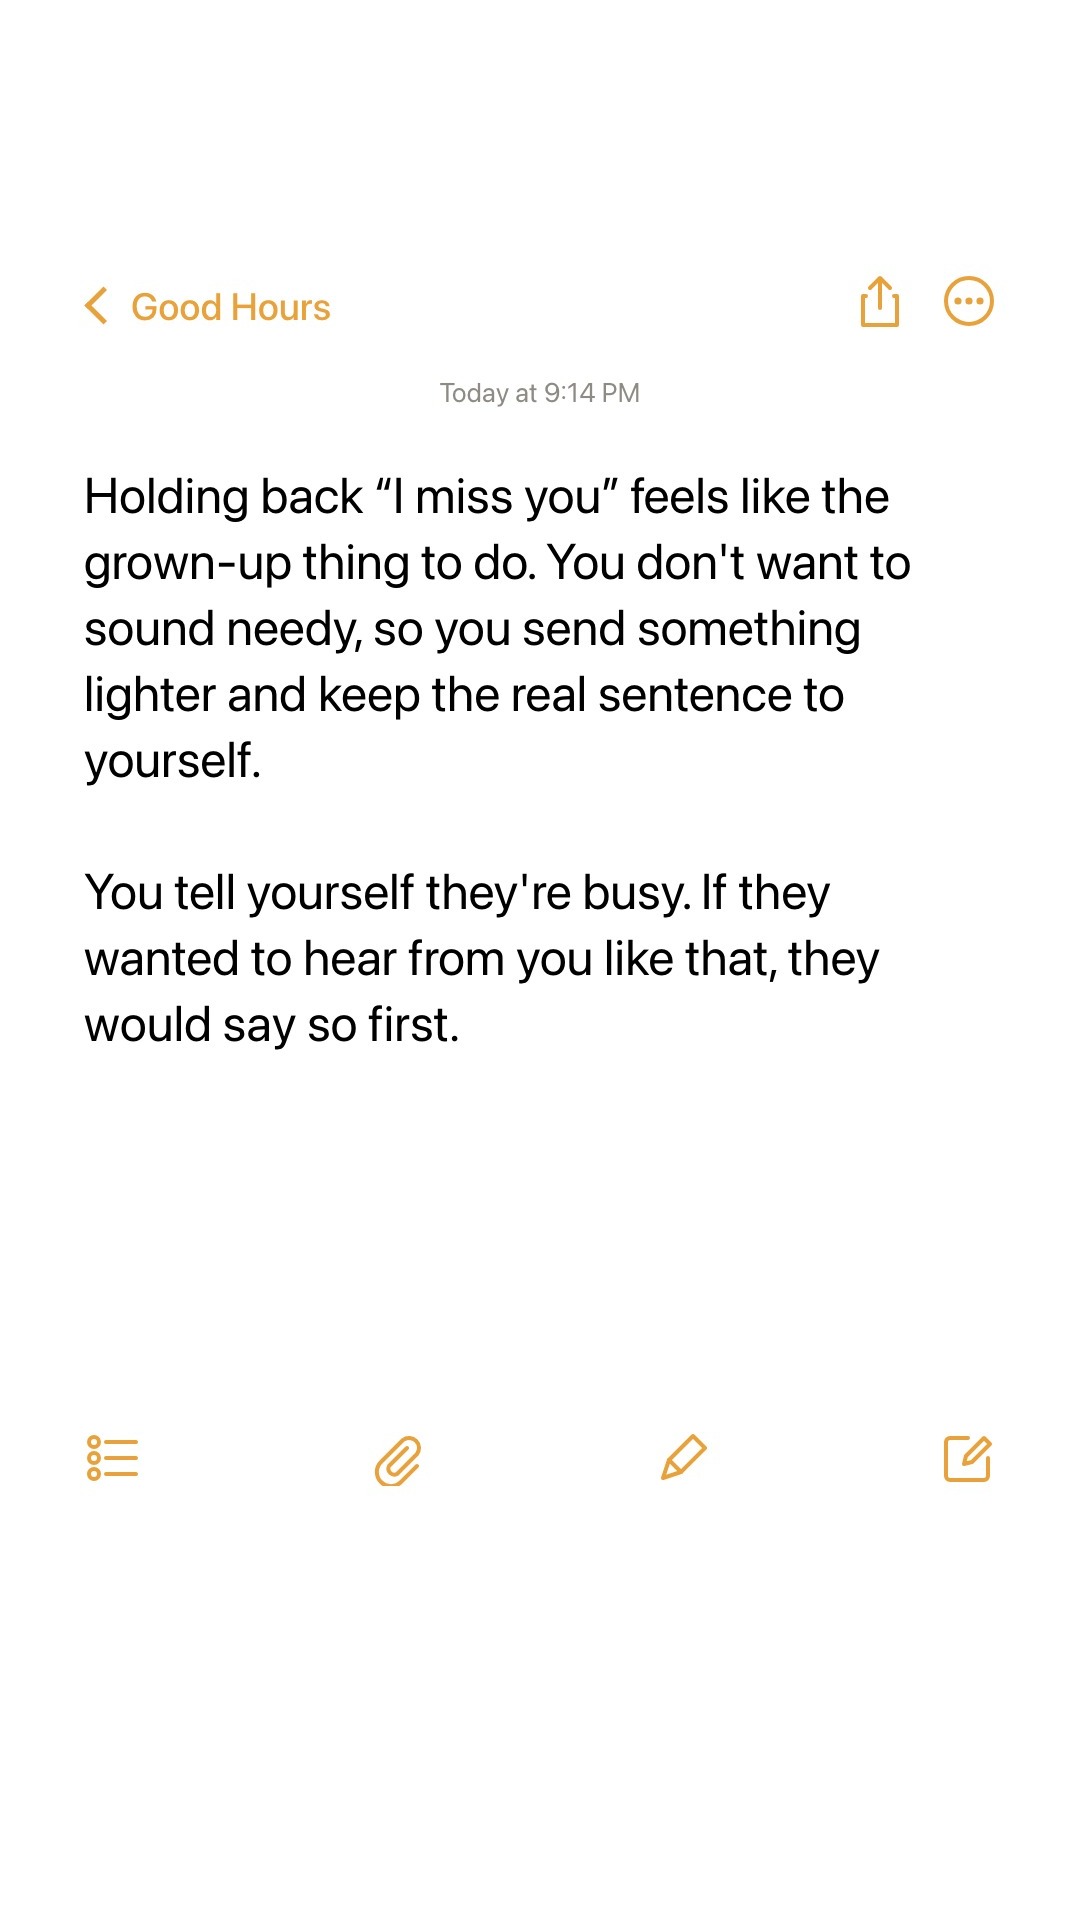 Good Hours
Today at 9:14 PM
Holding back “I miss you” feels like the
grown-up thing to do. You don't want to
sound needy, so you send something
lighter and keep the real sentence to
yourself.
You tell yourself they're busy. If they
wanted to hear from you like that, they
would say so first.